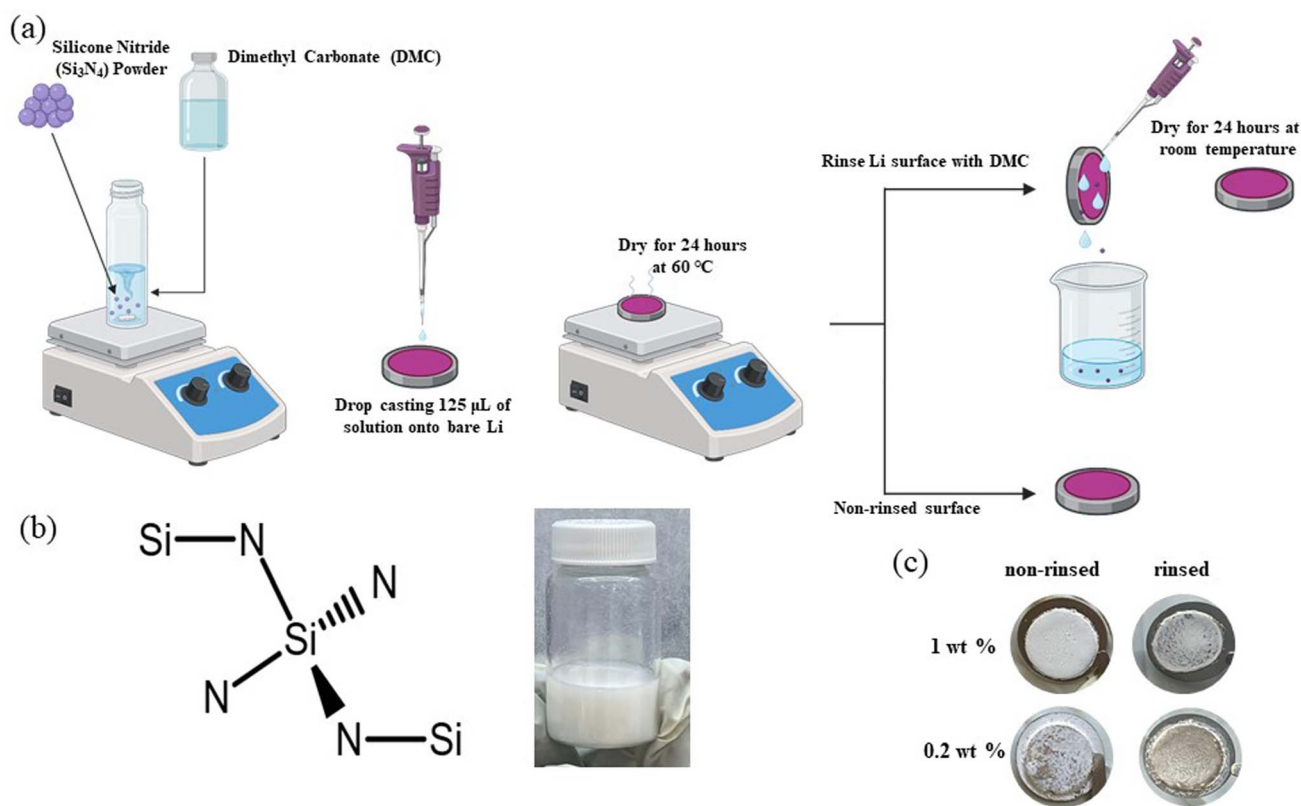 (a)
Silicone Nitride
(Si₃N₄) Powder
Dimethyl Carbonate (DMC)
Drop casting 125 µL of
solution onto bare Li
Dry for 24 hours
at 60 °C
Rinse Li surface with DMC
Dry for 24 hours at
room temperature
Non-rinsed surface
(b)
Si N
N
Si
N
N Si
(c)
non-rinsed rinsed
1 wt %
0.2 wt %